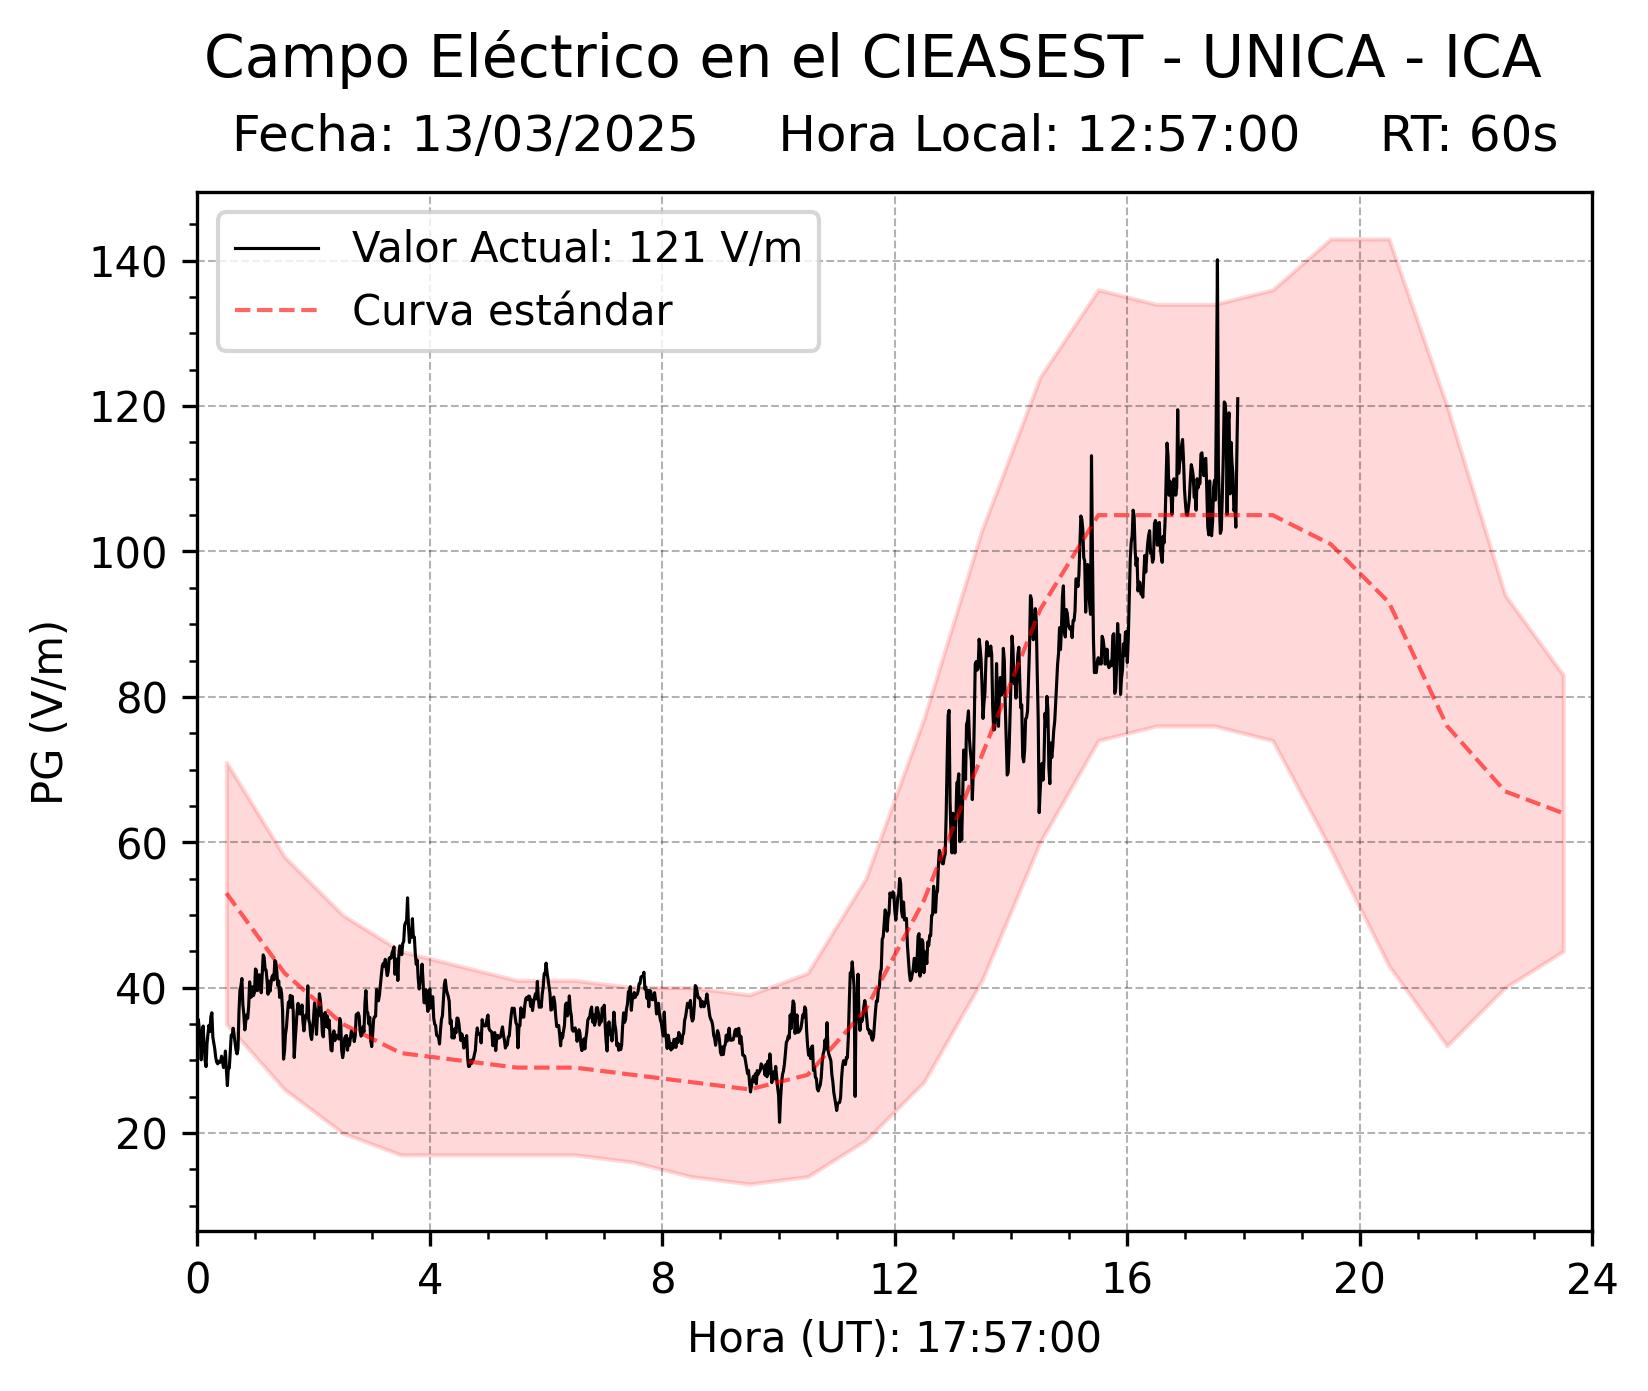 Campo Eléctrico en el CIEASEST - UNICA - ICA
Fecha: 13/03/2025 Hora Local: 12:57:00 RT: 60s
Valor Actual: 121 V/m
Curva estándar
140
120
100
80
60
40
20
PG (V/m)
0 4 8 12 16 20 24
Hora (UT): 17:57:00